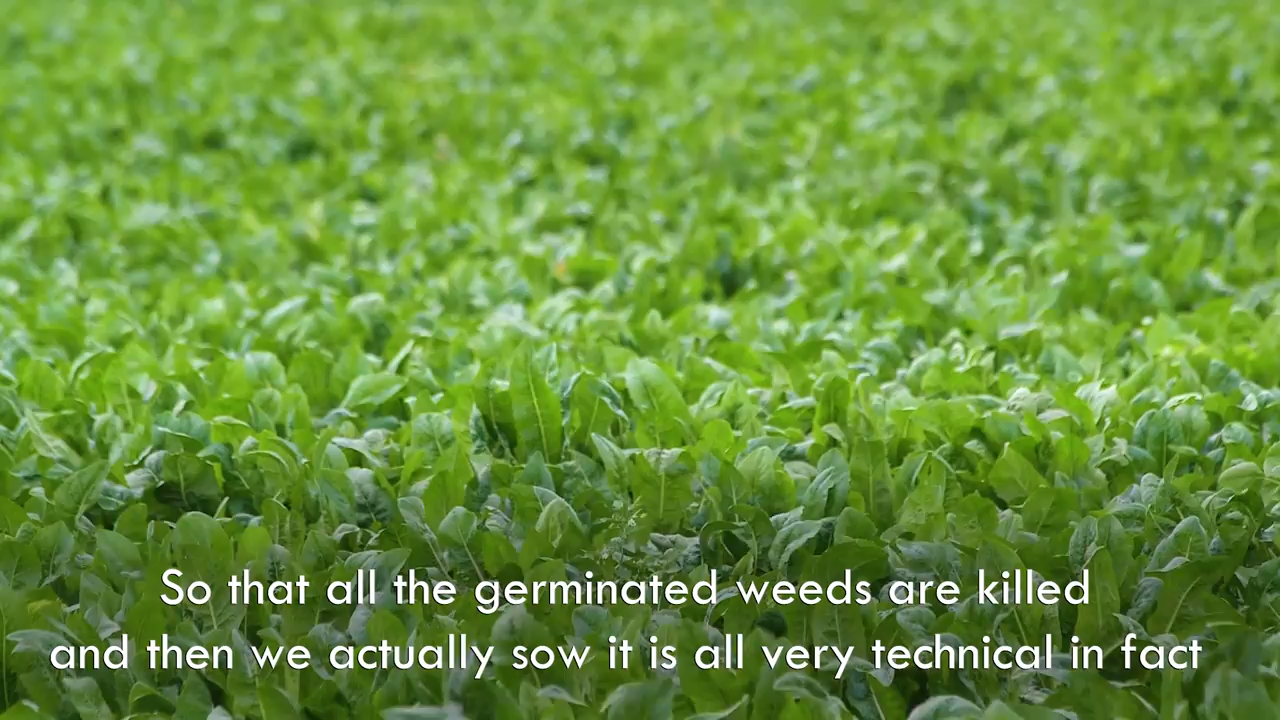 So that all the germinated weeds are killed
and then we actually sow it is all very technical in fact